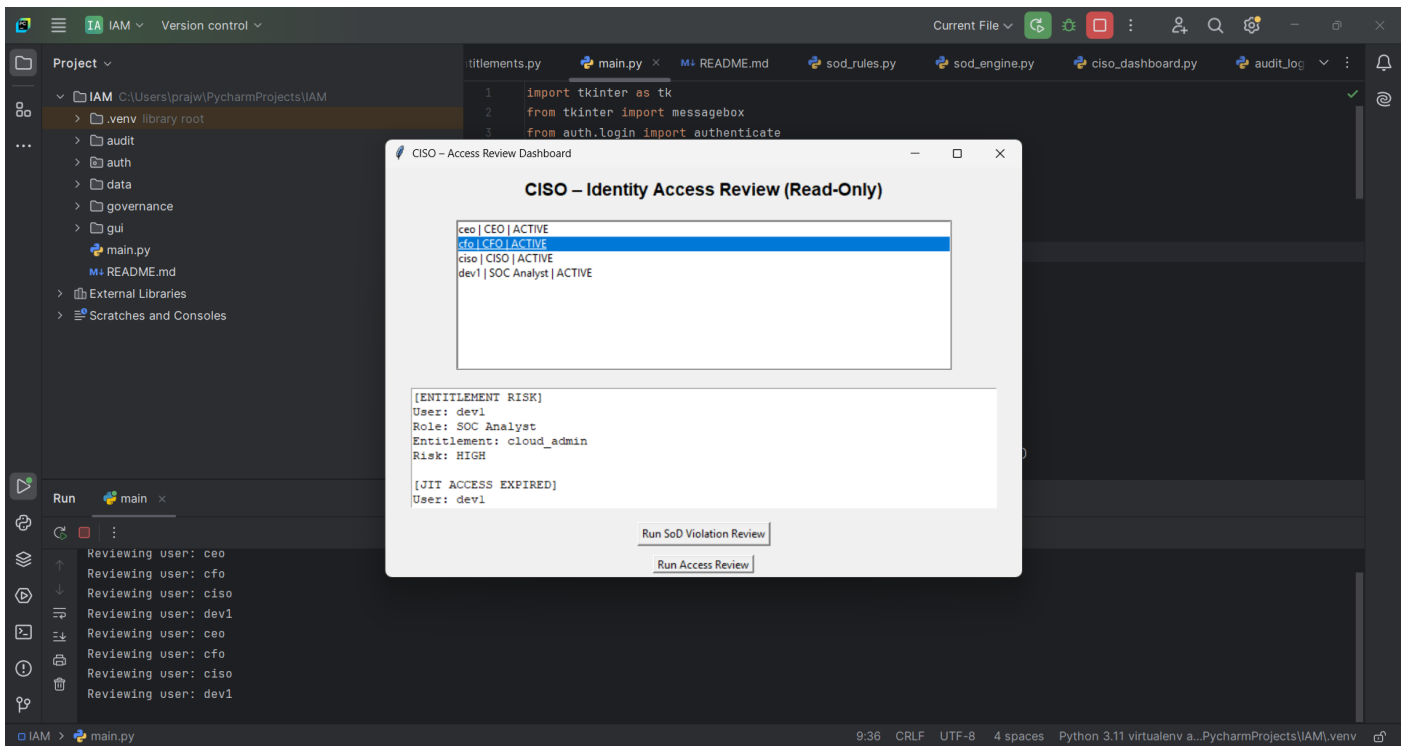 IA IAM Version control Current File
Project
titlements.py main.py README.md sod_rules.py sod_engine.py ciso_dashboard.py audit_log
IAM C:\Users\prajw\PycharmProjects\IAM
.venv library root
audit
auth
data
governance
gui
main.py
README.md
External Libraries
Scratches and Consoles
1 import tkinter as tk
2 from tkinter import messagebox
3 from auth.login import authenticate
CISO – Access Review Dashboard
CISO – Identity Access Review (Read-Only)
ceo | CEO | ACTIVE
cfo | CFO | ACTIVE
ciso | CISO | ACTIVE
dev1 | SOC Analyst | ACTIVE
[ENTITLEMENT RISK]
User: dev1
Role: SOC Analyst
Entitlement: cloud_admin
Risk: HIGH
[JIT ACCESS EXPIRED]
User: dev1
Run SoD Violation Review
Run Access Review
)
Run main
Reviewing user: ceo
Reviewing user: cfo
Reviewing user: ciso
Reviewing user: dev1
Reviewing user: ceo
Reviewing user: cfo
Reviewing user: ciso
Reviewing user: dev1
IAM > main.py 9:36 CRLF UTF-8 4 spaces Python 3.11 virtualenv a...PycharmProjects\IAM\.venv